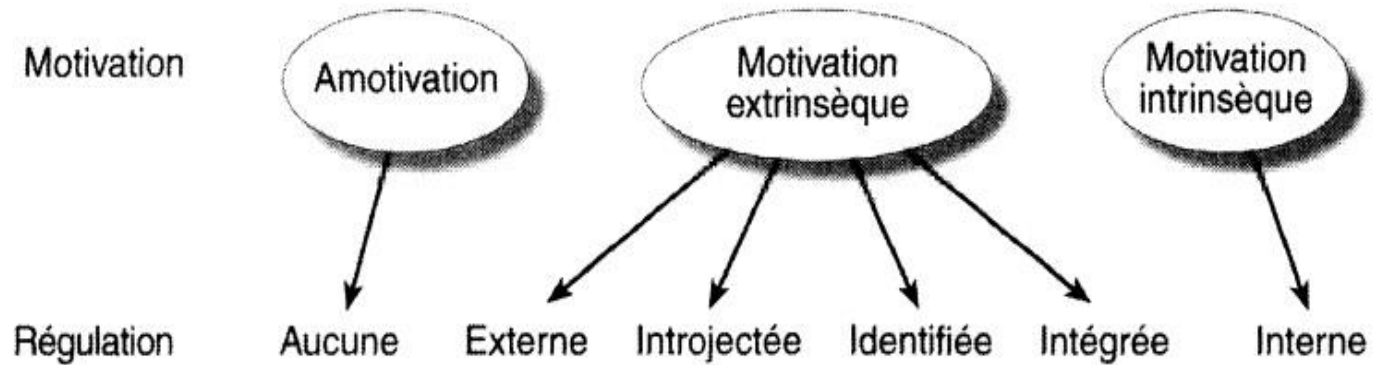 Motivation
Amotivation
Motivation
extrinsèque
Motivation
intrinsèque
Régulation
Aucune
Externe
Introjectée
Identifiée
Intégrée
Interne